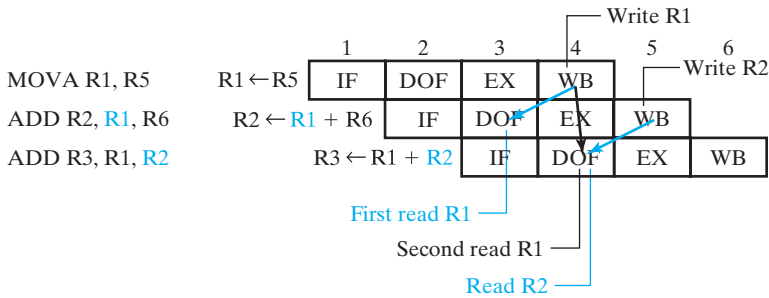 Write R1
1 2 3 4 5 6
Write R2
MOVA R1, R5 R1 ← R5 IF DOF EX WB
ADD R2, R1, R6 R2 ← R1 + R6 IF DOF EX WB
ADD R3, R1, R2 R3 ← R1 + R2 IF DOF EX WB
First read R1
Second read R1
Read R2